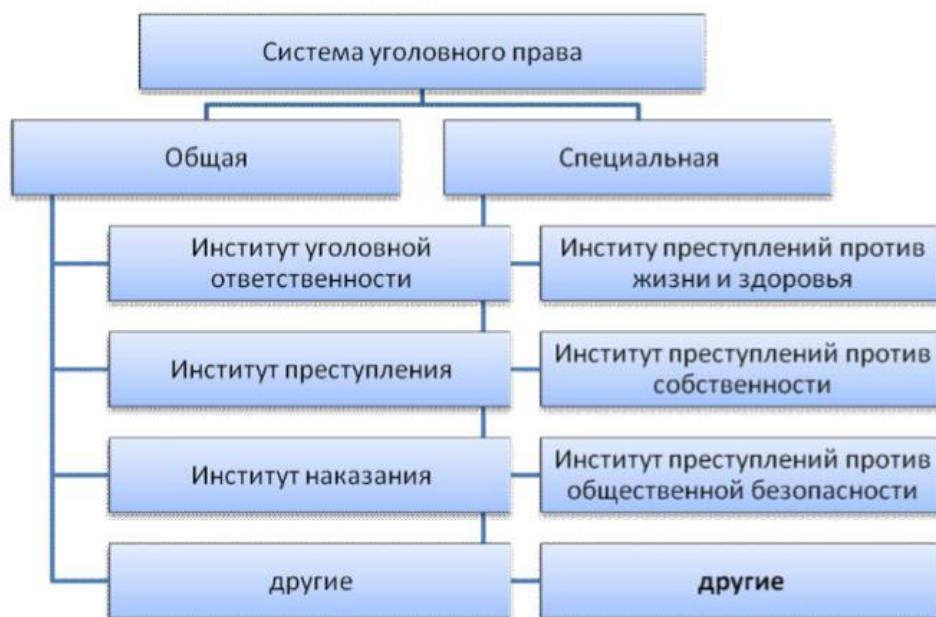 Система уголовного права
Общая
Специальная
Институт уголовной
ответственности
Институ преступлений против
жизни и здоровья
Институт преступления
Институт преступлений против
собственности
Институт наказания
Институт преступлений против
общественной безопасности
другие
другие